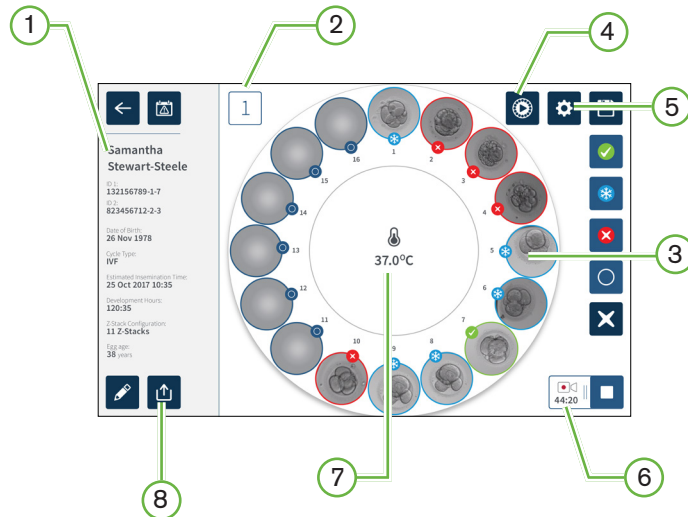 1
2
4
5
1
Samantha
Stewart-Steele
ID 1:
132156789-1-7
ID 2:
823456712-2-3
Date of Birth:
26 Nov 1978
Cycle Type:
IVF
Estimated Insemination Time:
25 Oct 2017 10:35
Development Hours:
120:35
Z Stack Configuration
11 Z-Stacks
Egg age:
38 years
16
1
2
15
3
14
4
13
5
3
12
6
11
7
10
9
8
37.0°C
44:20
8
7
6